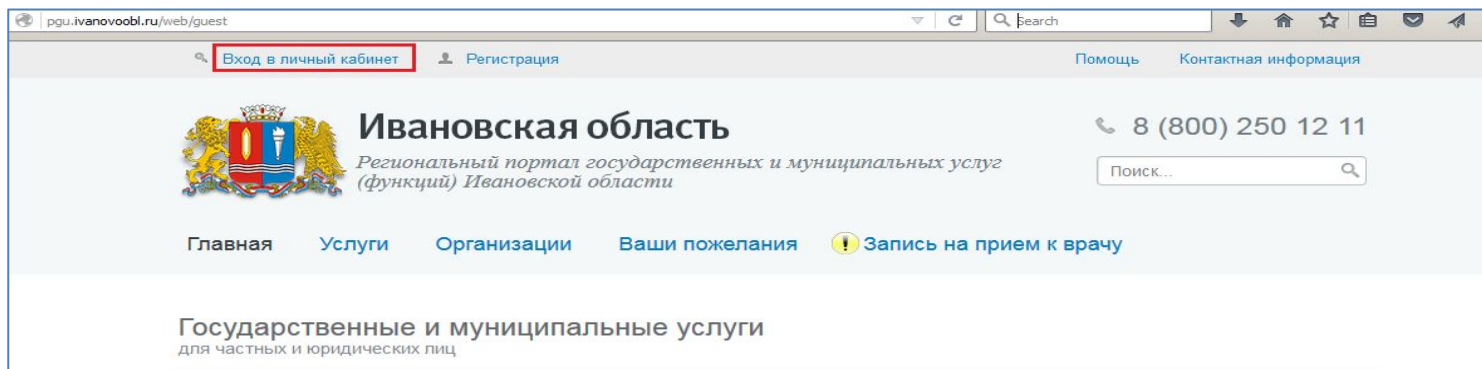 pgu.ivanovoobl.ru/web/guest
Search
Вход в личный кабинет
Регистрация
Помощь
Контактная информация
Ивановская область
Региональный портал государственных и муниципальных услуг
(функций) Ивановской области
8 (800) 250 12 11
Поиск...
Главная
Услуги
Организации
Ваши пожелания
Запись на прием к врачу
Государственные и муниципальные услуги
для частных и юридических лиц